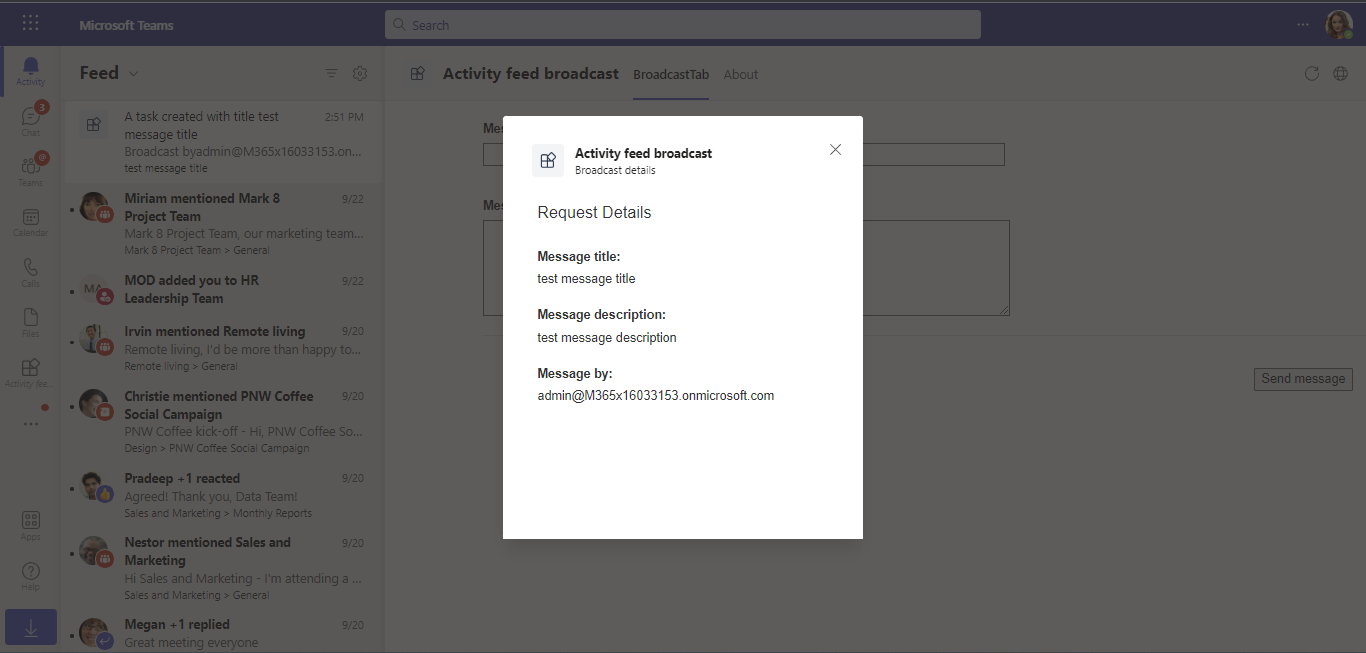 Microsoft Teams
Search
Activity
3
Chat
@
Teams
Calendar
Calls
Files
Activity fee...
Apps
Help
Feed
A task created with title test
message title
2:51 PM
Broadcast byadmin@M365x16033153.on...
test message title
Miriam mentioned Mark 8
Project Team
9/22
Mark 8 Project Team, our marketing team...
Mark 8 Project Team > General
MA
MOD added you to HR
Leadership Team
9/22
Irvin mentioned Remote living
9/20
Remote living, I'd be more than happy to...
Remote living > General
Christie mentioned PNW Coffee
Social Campaign
9/20
PNW Coffee kick-off - Hi, PNW Coffee So...
Design > PNW Coffee Social Campaign
Pradeep +1 reacted
9/20
Agreed! Thank you, Data Team!
Sales and Marketing > Monthly Reports
Nestor mentioned Sales and
Marketing
9/20
Hi Sales and Marketing - I'm attending a ...
Sales and Marketing > General
Megan +1 replied
9/20
Great meeting everyone
Activity feed broadcast
BroadcastTab
About
Mes
Mes
Send message
Activity feed broadcast
Broadcast details
Request Details
Message title:
test message title
Message description:
test message description
Message by:
admin@M365x16033153.onmicrosoft.com